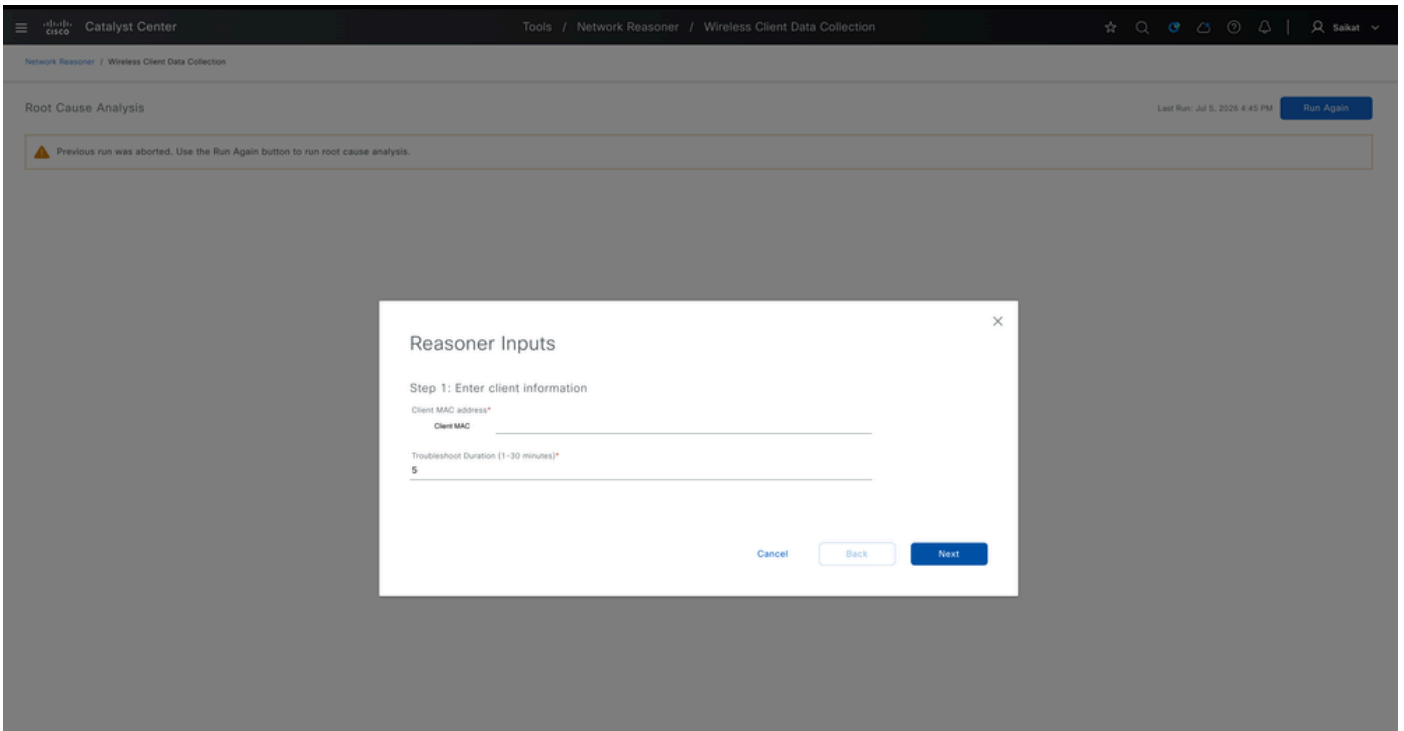 CISCO Catalyst Center Tools / Network Reasoner / Wireless Client Data Collection Saikat
Network Reasoner / Wireless Client Data Collection
Root Cause Analysis Last Run: Jul 5, 2026 4:45 PM Run Again
Previous run was aborted. Use the Run Again button to run root cause analysis.
Reasoner Inputs
Step 1: Enter client information
Client MAC address*
Client MAC
Troubleshoot Duration (1-30 minutes)*
5
Cancel Back Next